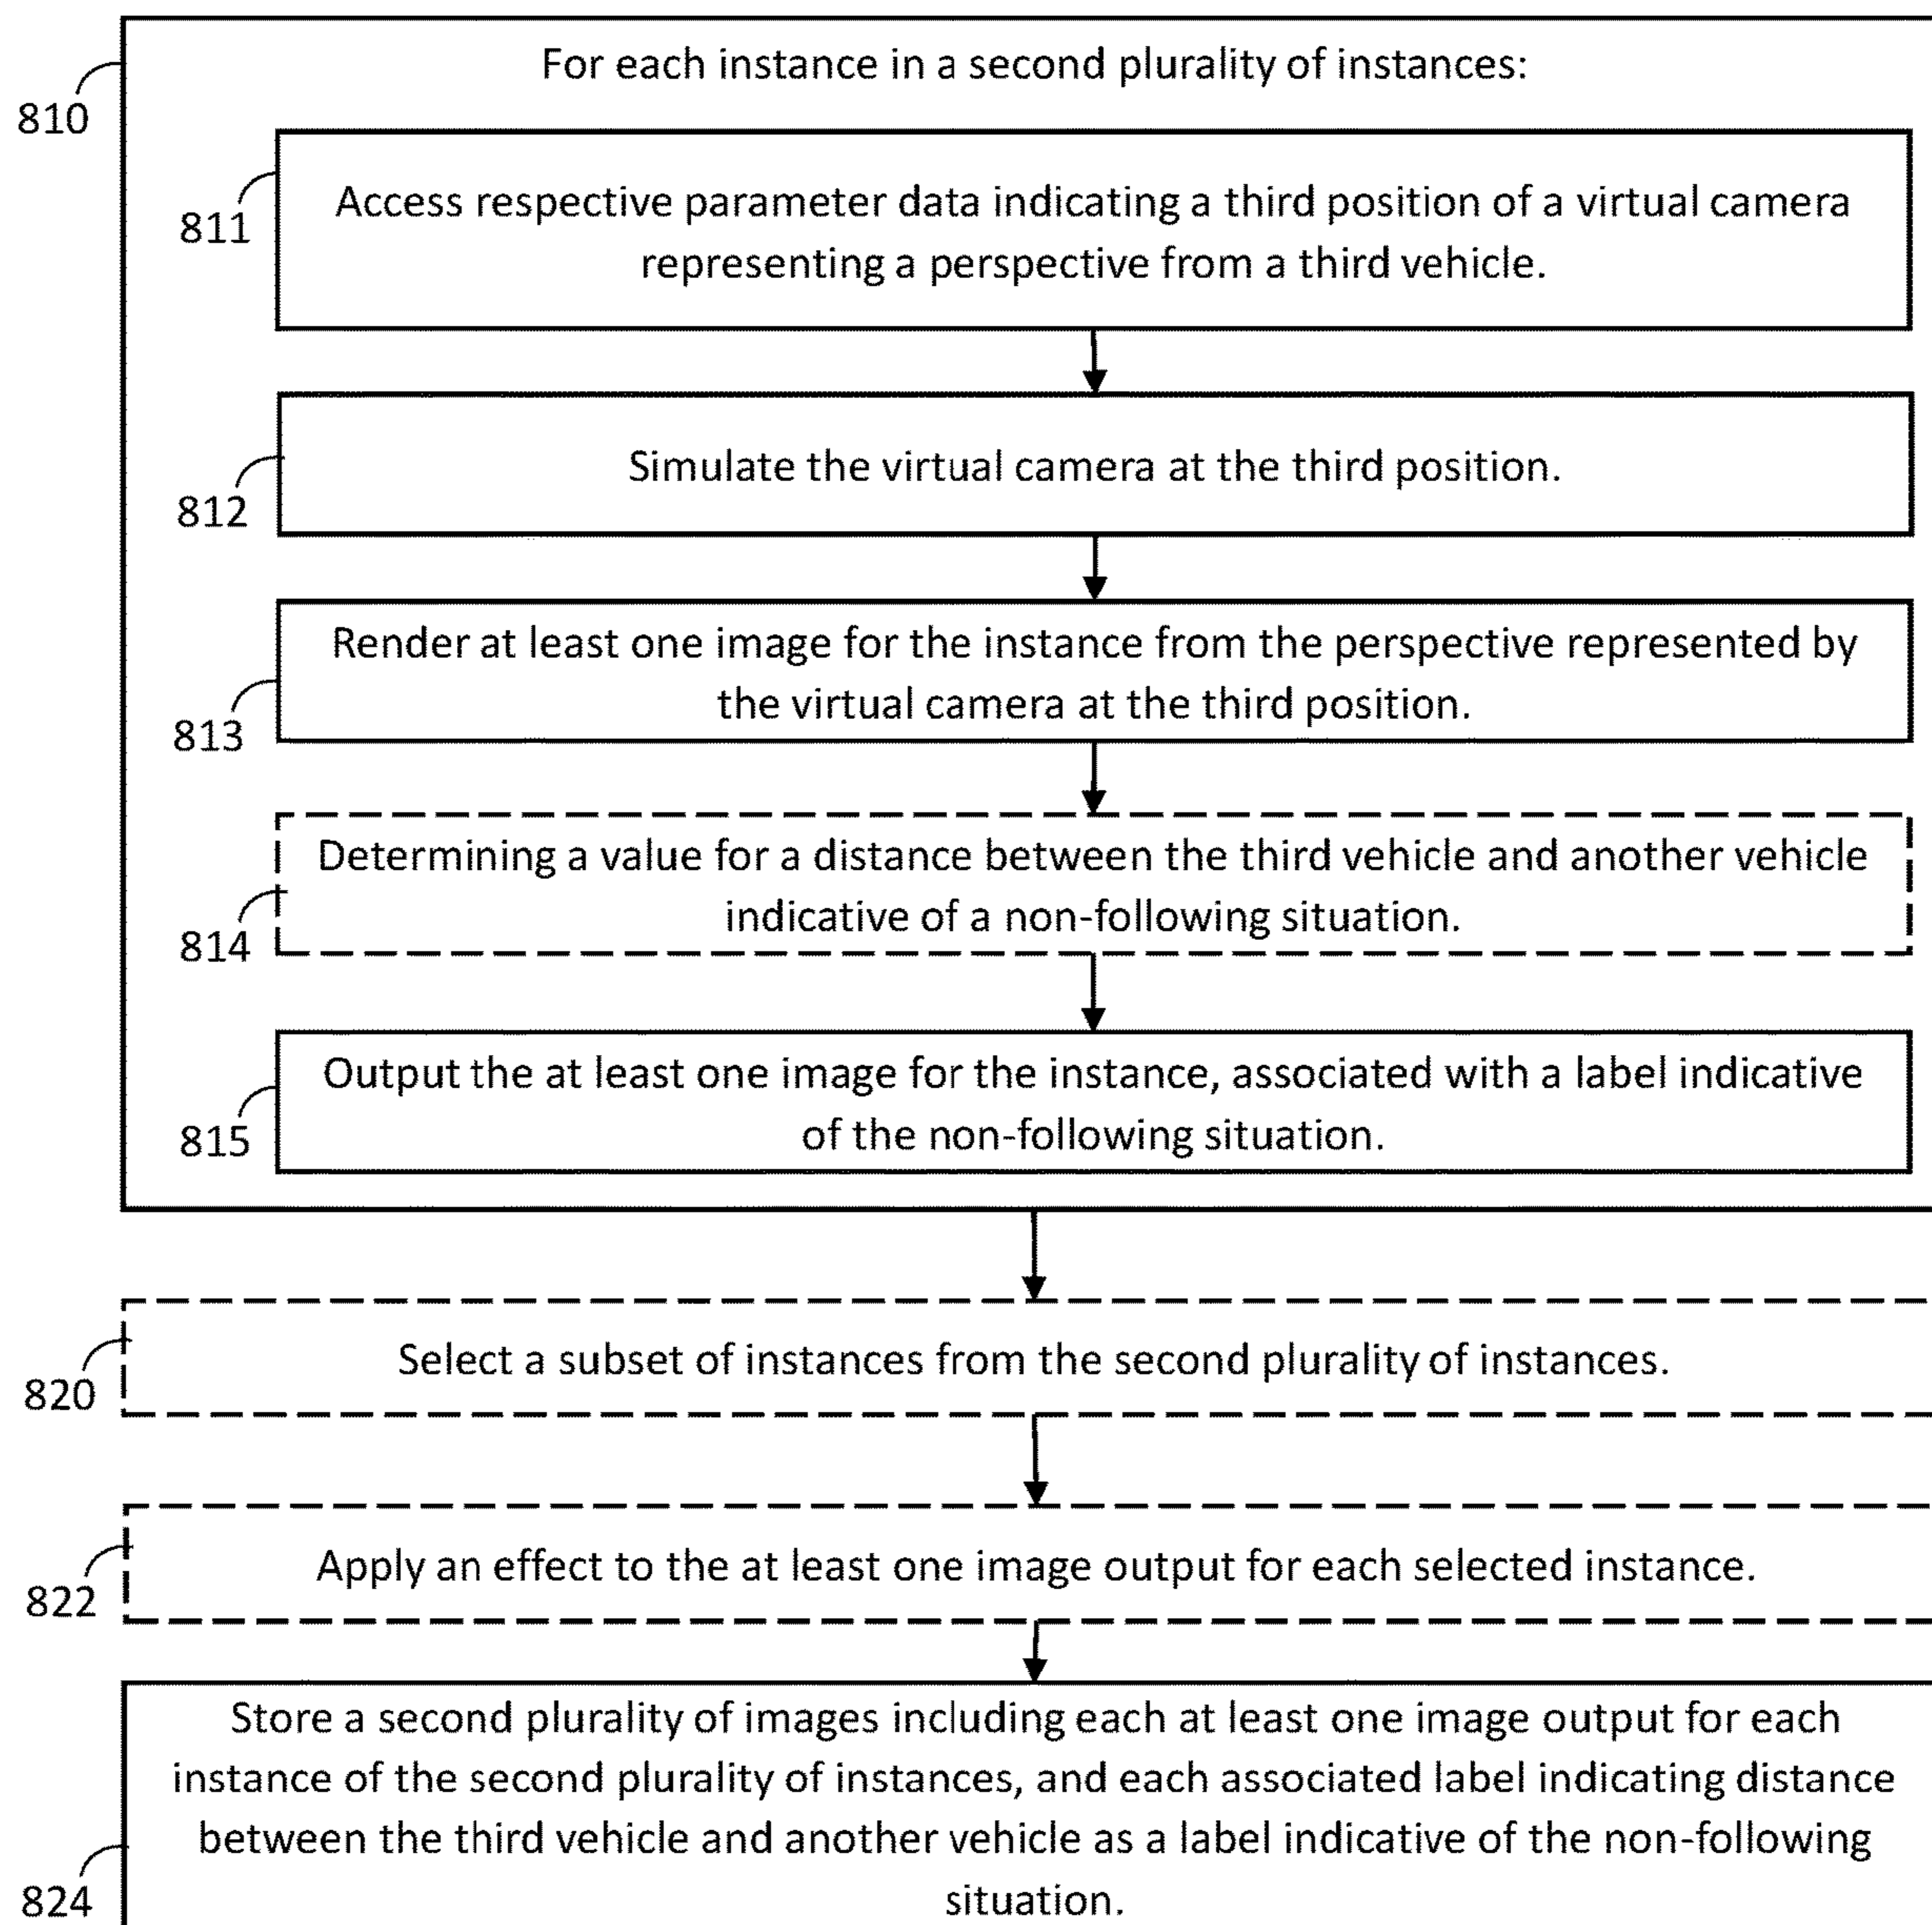 For each instance in a second plurality of instances:
810
Access respective parameter data indicating a third position of a virtual camera
representing a perspective from a third vehicle.
811
Simulate the virtual camera at the third position.
812
Render at least one image for the instance from the perspective represented by
the virtual camera at the third position.
813
Determining a value for a distance between the third vehicle and another vehicle
indicative of a non-following situation.
814
Output the at least one image for the instance, associated with a label indicative
of the non-following situation.
815
Select a subset of instances from the second plurality of instances.
820
Apply an effect to the at least one image output for each selected instance.
822
Store a second plurality of images including each at least one image output for each
instance of the second plurality of instances, and each associated label indicating distance
between the third vehicle and another vehicle as a label indicative of the non-following
situation.
824